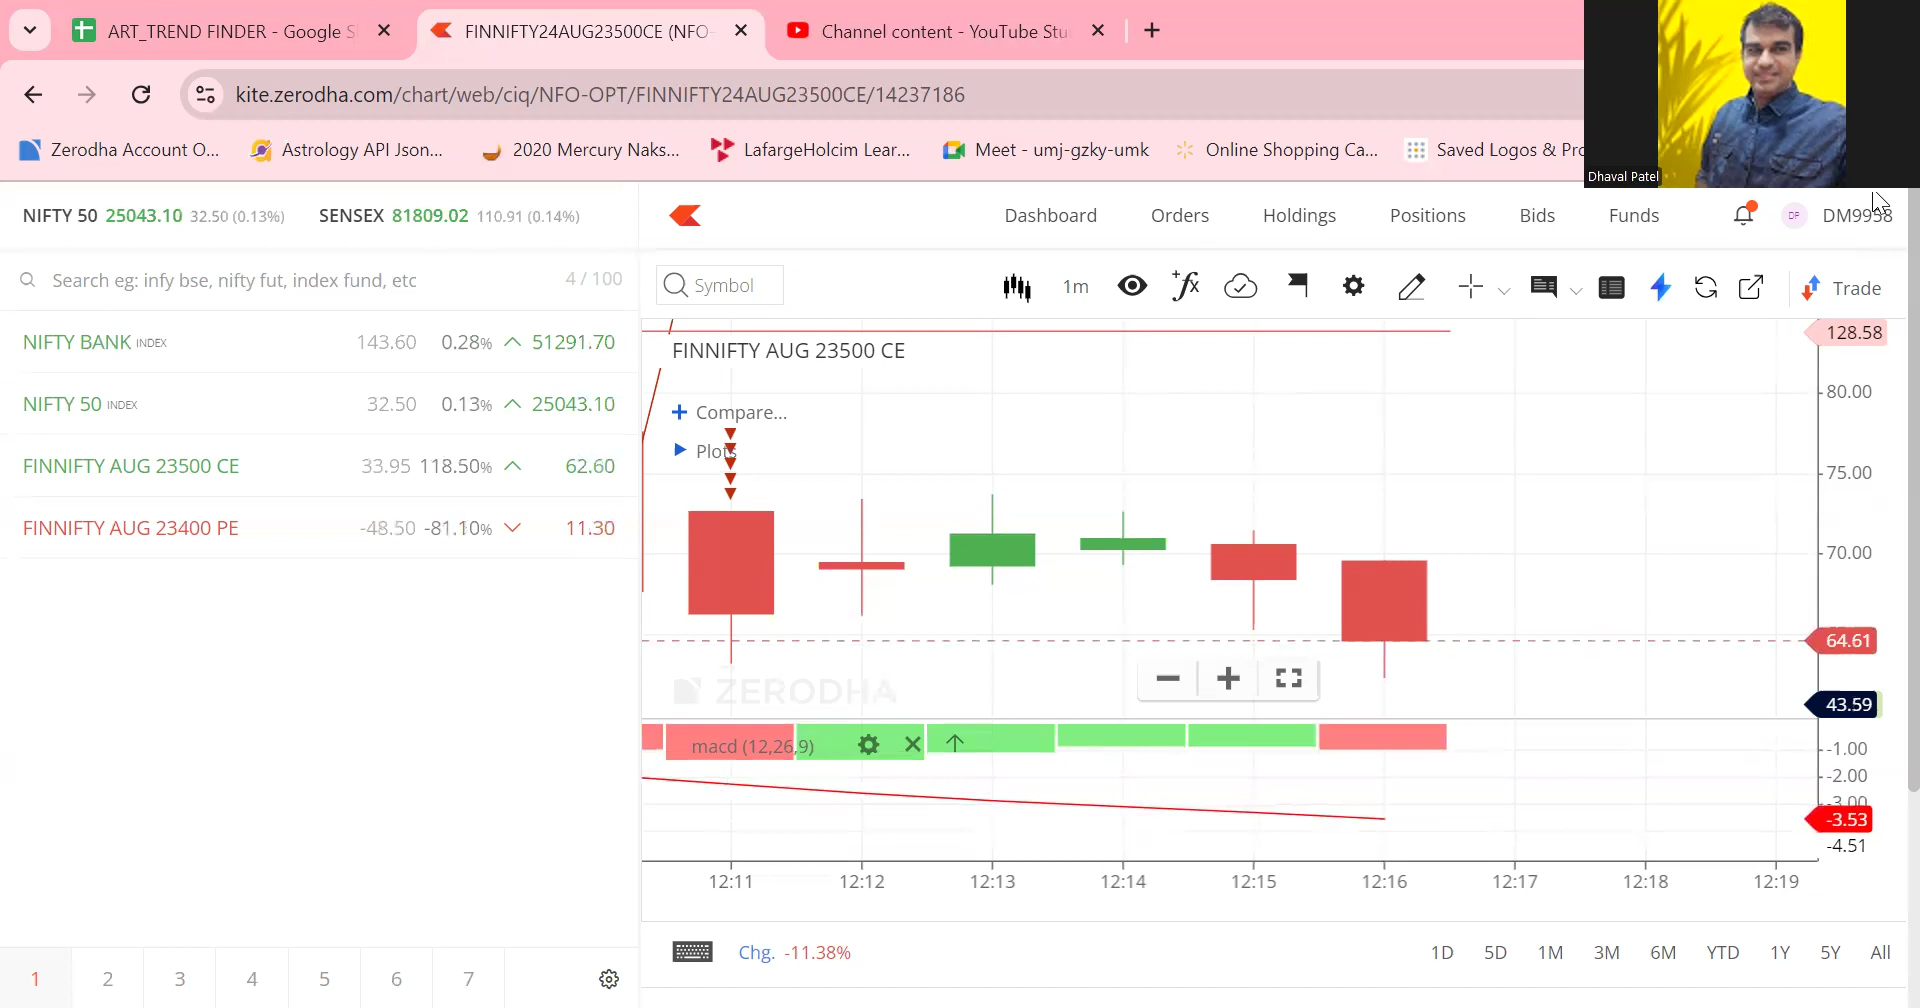 ART_TREND FINDER - Google S
FINNIFTY24AUG23500CE (NFO-
Channel content - YouTube Stu
kite.zerodha.com/chart/web/ciq/NFO-OPT/FINNIFTY24AUG23500CE/14237186
Zerodha Account O...
Astrology API Json...
2020 Mercury Naks...
LafargeHolcim Lear...
Meet - umj-gzky-umk
Online Shopping Ca...
Saved Logos & Pro
Dhaval Patel
NIFTY 50 25043.10 32.50 (0.13%)
SENSEX 81809.02 110.91 (0.14%)
Dashboard
Orders
Holdings
Positions
Bids
Funds
DP
DM9958
Search eg: infy bse, nifty fut, index fund, etc
4 / 100
Symbol
1m
Trade
NIFTY BANK INDEX 143.60 0.28% 51291.70
NIFTY 50 INDEX 32.50 0.13% 25043.10
FINNIFTY AUG 23500 CE 33.95 118.50% 62.60
FINNIFTY AUG 23400 PE -48.50 -81.10% 11.30
FINNIFTY AUG 23500 CE
Compare...
Plots
128.58
80.00
75.00
70.00
64.61
43.59
ZERODHA
macd (12,26,9)
-1.00
-2.00
-3.00
-3.53
-4.51
12:11 12:12 12:13 12:14 12:15 12:16 12:17 12:18 12:19
Chg. -11.38%
1D 5D 1M 3M 6M YTD 1Y 5Y All
1 2 3 4 5 6 7